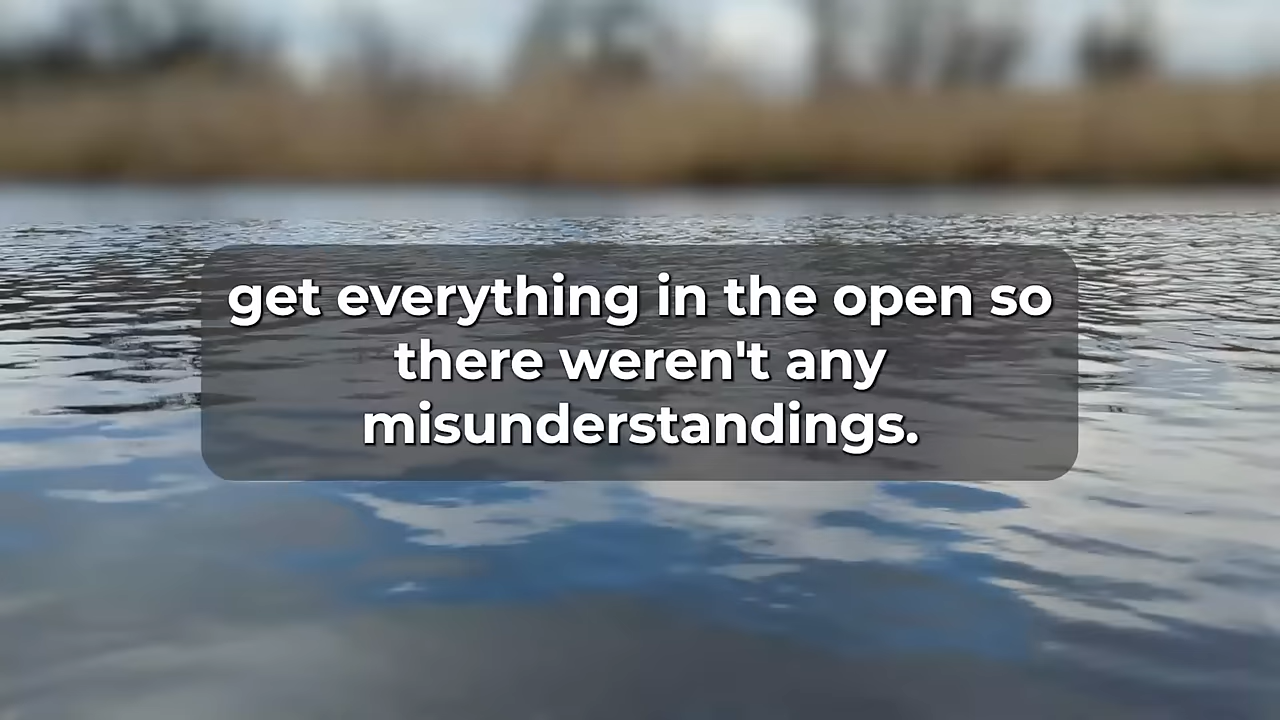 get everything in the open so
there weren't any
misunderstandings.